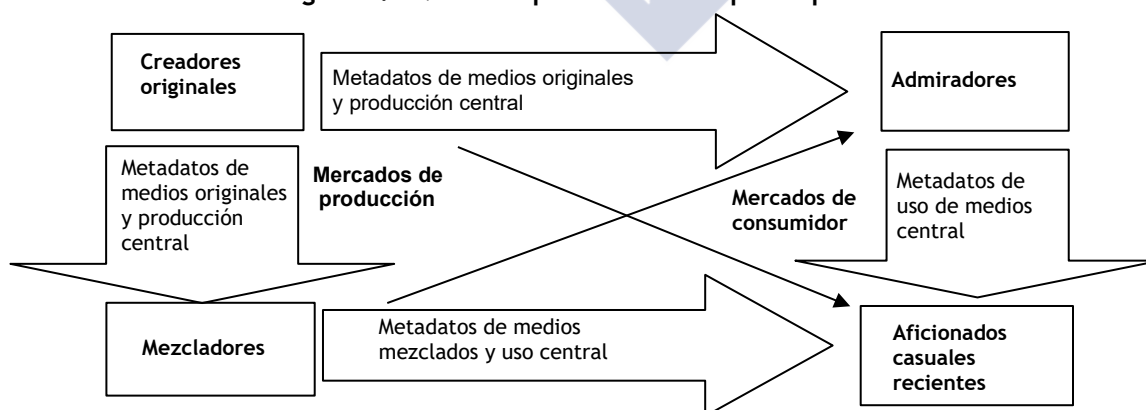 Creadores
originales
Metadatos de medios originales
y producción central
Admiradores
Metadatos de
medios originales
y producción
central
Mercados de
producción
Mercados de
consumidor
Metadatos de
uso de medios
central
Mezcladores
Metadatos de medios
mezclados y uso central
Aficionados
casuales
recientes